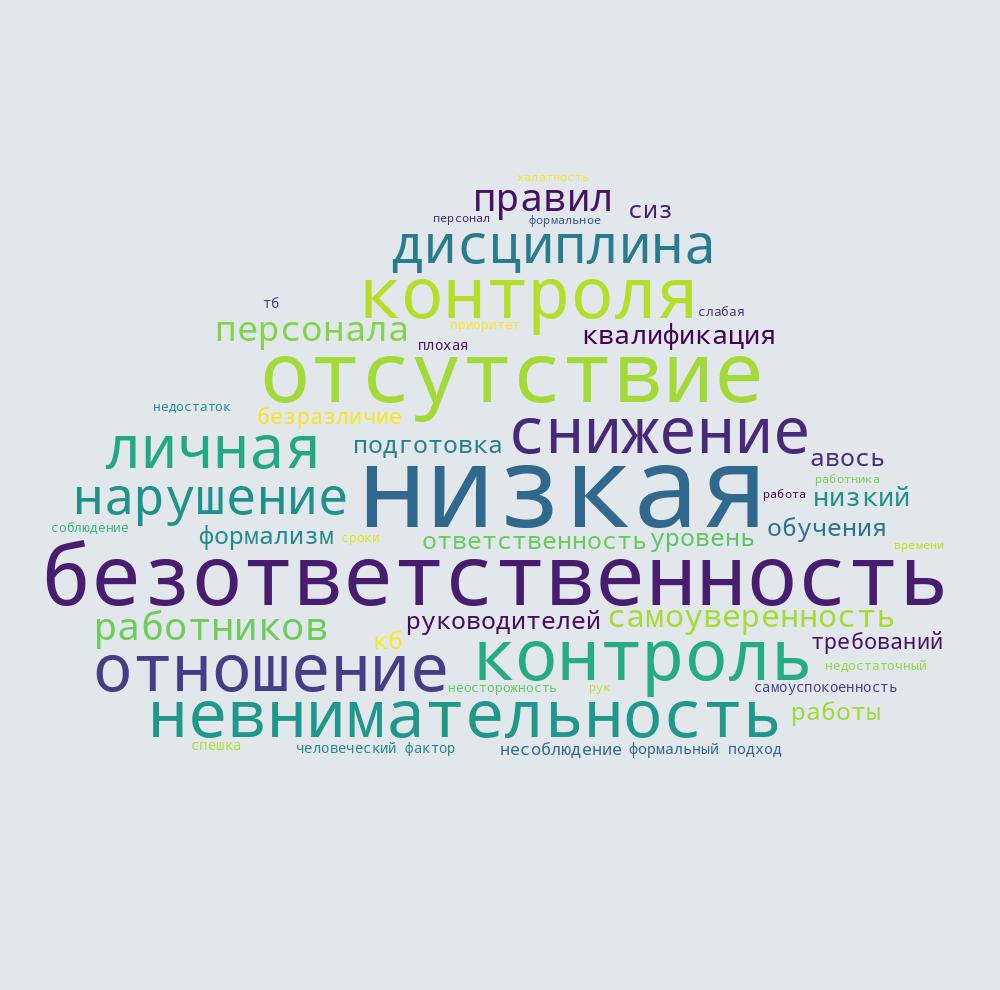 халатность
правил
сиз
персонал
формальное
дисциплина
контроля
тб
слабая
персонала
приоритет
квалификация
плохая
отсутствие
недостаток
безразличие
снижение
личная
подготовка
авось
низкая
работника
нарушение
работа
низкий
соблюдение
обучения
формализм
сроки
ответственность
уровень
времени
безответственность
работников
руководителей
самоуверенность
кб
контроль
требований
отношение
недостаточный
неосторожность
рук
самоуспокоенность
невнимательность
работы
спешка
человеческий фактор
несоблюдение
формальный подход